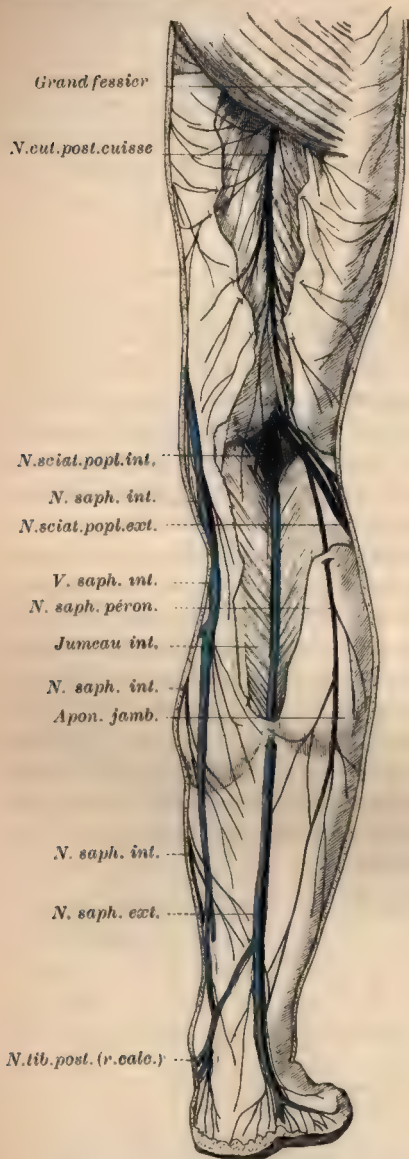 Grand fessier
N.cut.post.cuisse
N.sciat.popl.int.
N. saph. int.
N.sciat.popl.ext.
V. saph. int.
N. saph. péron.
Jumeau int.
N. saph. int.
Apon. jamb.
N. saph. int.
N. saph. ext.
N.tib.post.(r.calc.)